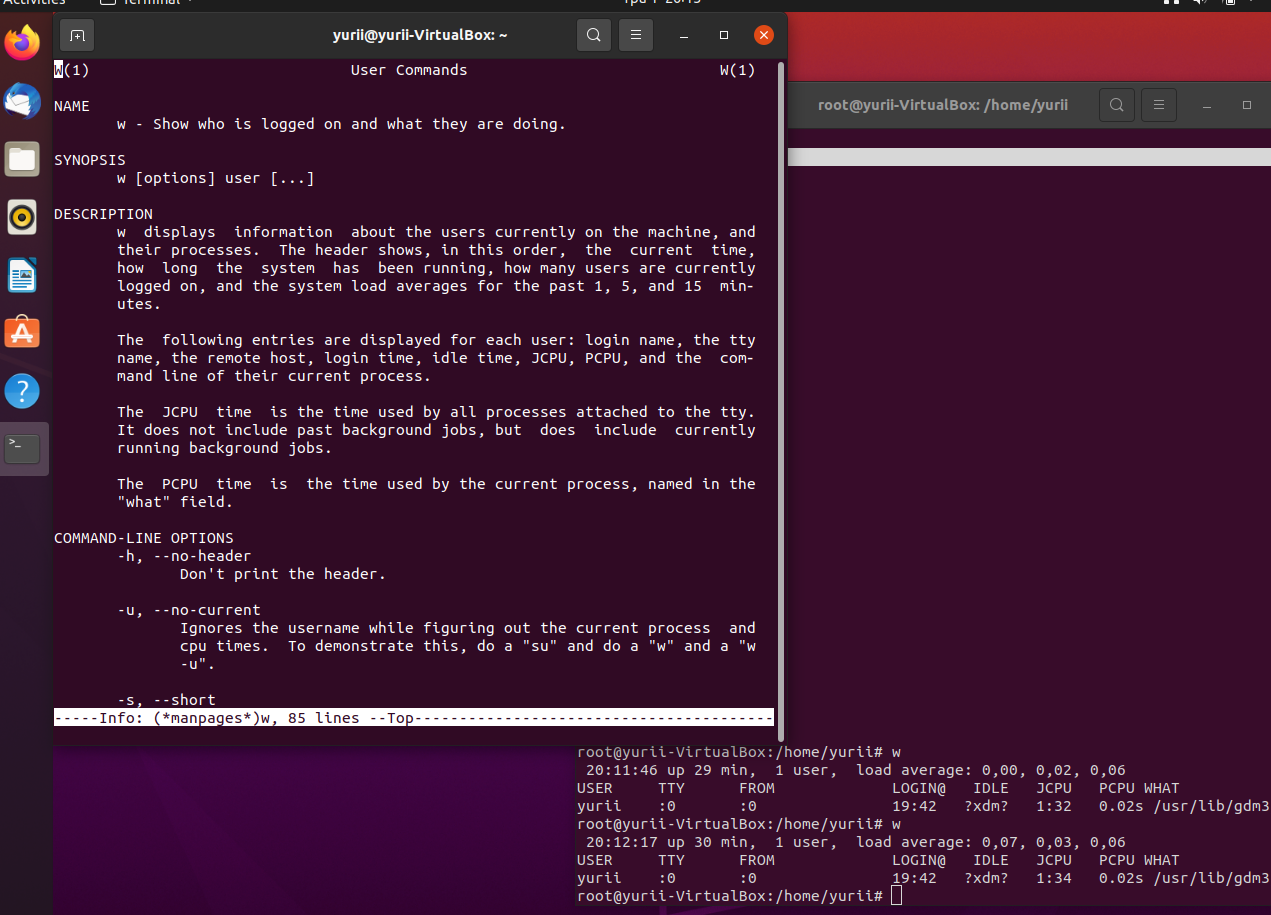 Activities Terminal
yurii@yurii-VirtualBox: ~
W(1) User Commands W(1)
NAME
w - Show who is logged on and what they are doing.
SYNOPSIS
w [options] user [...]
DESCRIPTION
w displays information about the users currently on the machine, and
their processes. The header shows, in this order, the current time,
how long the system has been running, how many users are currently
logged on, and the system load averages for the past 1, 5, and 15 min-
utes.
The following entries are displayed for each user: login name, the tty
name, the remote host, login time, idle time, JCPU, PCPU, and the com-
mand line of their current process.
The JCPU time is the time used by all processes attached to the tty.
It does not include past background jobs, but does include currently
running background jobs.
The PCPU time is the time used by the current process, named in the
"what" field.
COMMAND-LINE OPTIONS
-h, --no-header
Don't print the header.
-u, --no-current
Ignores the username while figuring out the current process and
cpu times. To demonstrate this, do a "su" and do a "w" and a "w
-u".
-s, --short
-----Info: (*manpages*)w, 85 lines --Top----------------------------------------
root@yurii-VirtualBox: /home/yurii
root@yurii-VirtualBox:/home/yurii# w
20:11:46 up 29 min, 1 user, load average: 0,00, 0,02, 0,06
USER TTY FROM LOGIN@ IDLE JCPU PCPU WHAT
yurii :0 :0 19:42 ?xdm? 1:32 0.02s /usr/lib/gdm3
root@yurii-VirtualBox:/home/yurii# w
20:12:17 up 30 min, 1 user, load average: 0,07, 0,03, 0,06
USER TTY FROM LOGIN@ IDLE JCPU PCPU WHAT
yurii :0 :0 19:42 ?xdm? 1:34 0.02s /usr/lib/gdm3
root@yurii-VirtualBox:/home/yurii#